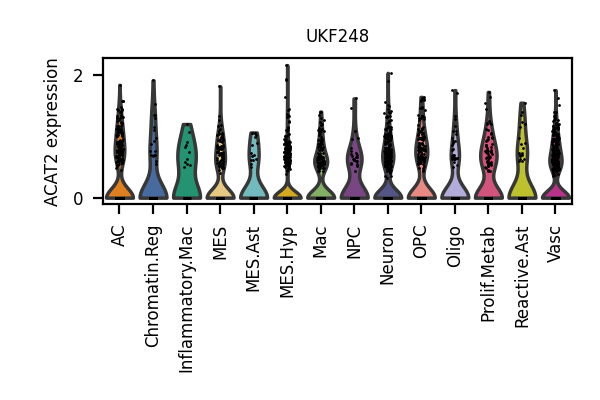 UKF248
ACAT2 expression
2
0
AC
Chromatin.Reg
Inflammatory.Mac
MES
MES.Ast
MES.Hyp
Mac
NPC
Neuron
OPC
Oligo
Prolif.Metab
Reactive.Ast
Vasc